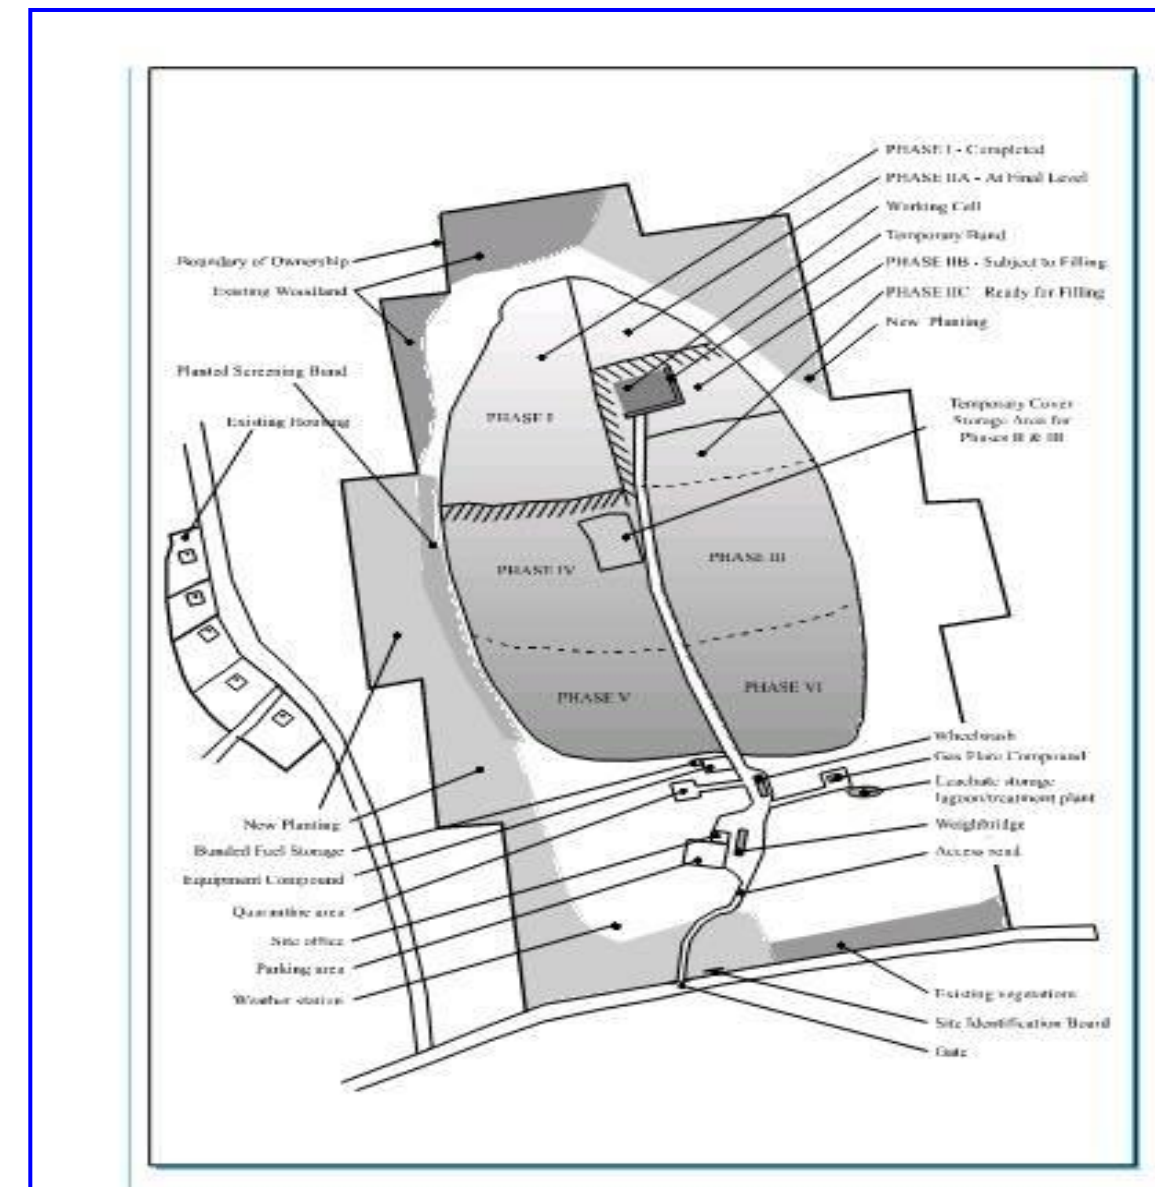 PHASE I - Completed
PHASE IIA - At Final Level
Working Cell
Temporary Bund
PHASE IIB - Subject to Filling
PHASE IIC - Ready for Filling
New Planting
Boundary of Ownership
Existing Woodland
Planted Screening Bund
Existing Housing
Temporary Cover
Storage Area for
Phases II & III
PHASE I
PHASE III
PHASE IV
PHASE VI
PHASE V
Wheelwash
Gas Flare Compound
Leachate storage
lagoon/treatment plant
Weighbridge
Access road
New Planting
Bunded Fuel Storage
Equipment Compound
Quarantine area
Site office
Parking area
Weather station
Existing vegetation
Site Identification Board
Gate